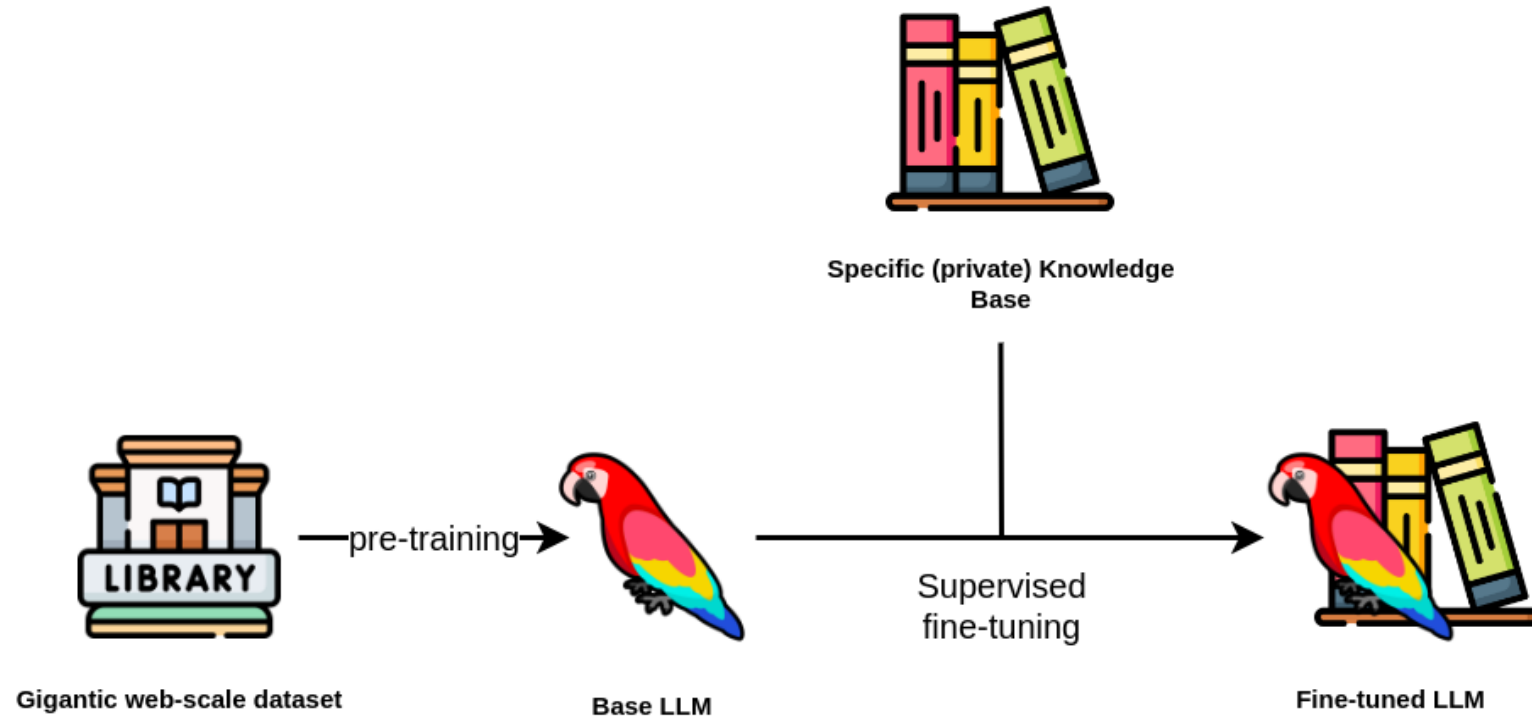 Specific (private) Knowledge
Base
LIBRARY
pre-training
Supervised
fine-tuning
Gigantic web-scale dataset
Base LLM
Fine-tuned LLM